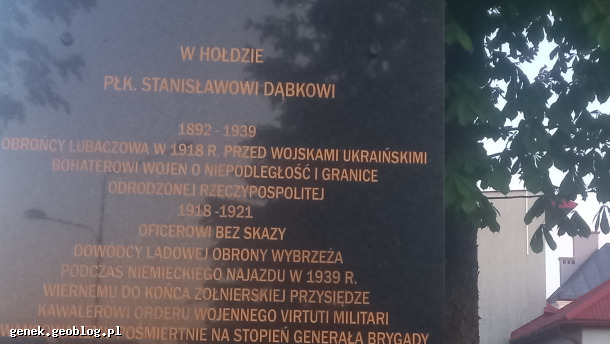 W HOŁDZIE
PŁK. STANISŁAWOWI DĄBKOWI
1892 - 1939
OBROŃCY LUBACZOWA W 1918 R. PRZED WOJSKAMI UKRAIŃSKIMI
BOHATEROWI WOJEN O NIEPODLEGŁOŚĆ I GRANICE
ODRODZONEJ RZECZYPOSPOLITEJ
1918 -1921
OFICEROWI BEZ SKAZY
DOWÓDCY LĄDOWEJ OBRONY WYBRZEŻA
PODCZAS NIEMIECKIEGO NAJAZDU W 1939 R.
WIERNEMU DO KOŃCA ŻOŁNIERSKIEJ PRZYSIĘDZE
KAWALEROWI ORDERU WOJENNEGO VIRTUTI MILITARI
POŚMIERTNIE NA STOPIEŃ GENERAŁA BRYGADY
genek.geoblog.pl